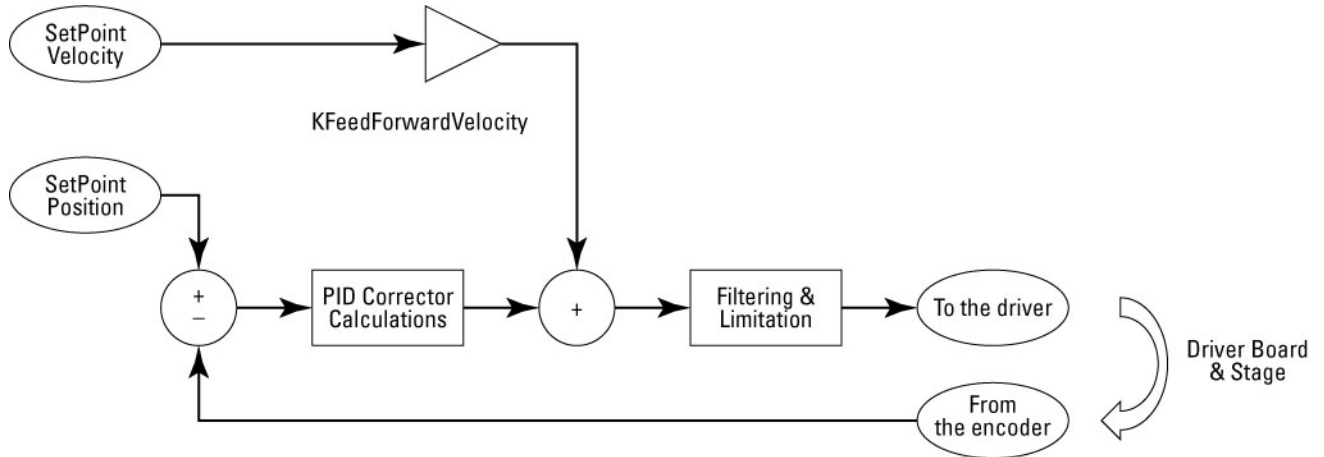 SetPoint
Velocity
KFeedForwardVelocity
SetPoint
Position
+
–
PID Corrector
Calculations
+
Filtering &
Limitation
To the driver
Driver Board
& Stage
From
the encoder